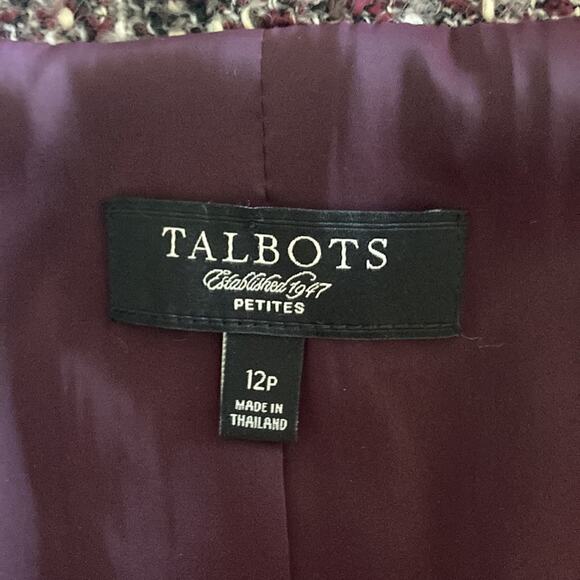 TALBOTS
Established 1947
PETITES
12P
MADE IN
THAILAND